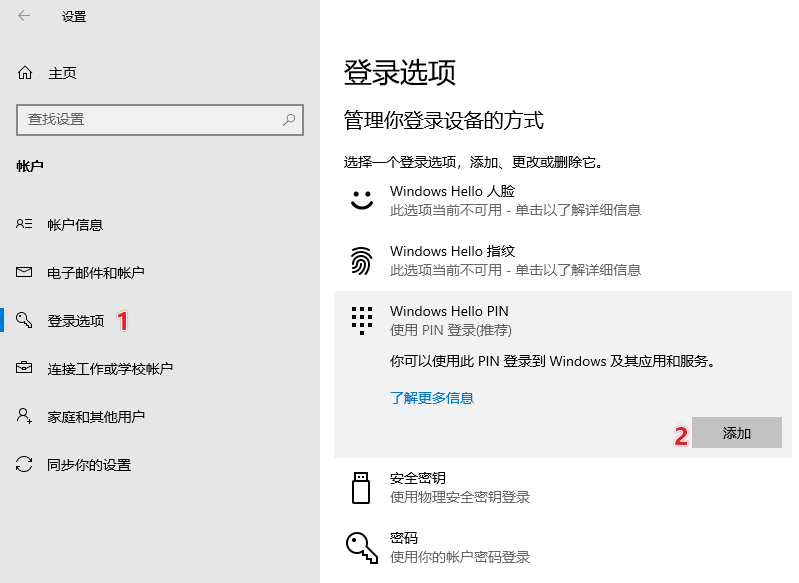 设置
主页
查找设置
帐户
帐户信息
电子邮件和帐户
登录选项 1
连接工作或学校帐户
家庭和其他用户
同步你的设置
登录选项
管理你登录设备的方式
选择一个登录选项，添加、更改或删除它。
Windows Hello 人脸
此选项当前不可用 - 单击以了解详细信息
Windows Hello 指纹
此选项当前不可用 - 单击以了解详细信息
Windows Hello PIN
使用 PIN 登录(推荐)
你可以使用此 PIN 登录到 Windows 及其应用和服务。
了解更多信息
2 添加
安全密钥
使用物理安全密钥登录
密码
使用你的帐户密码登录